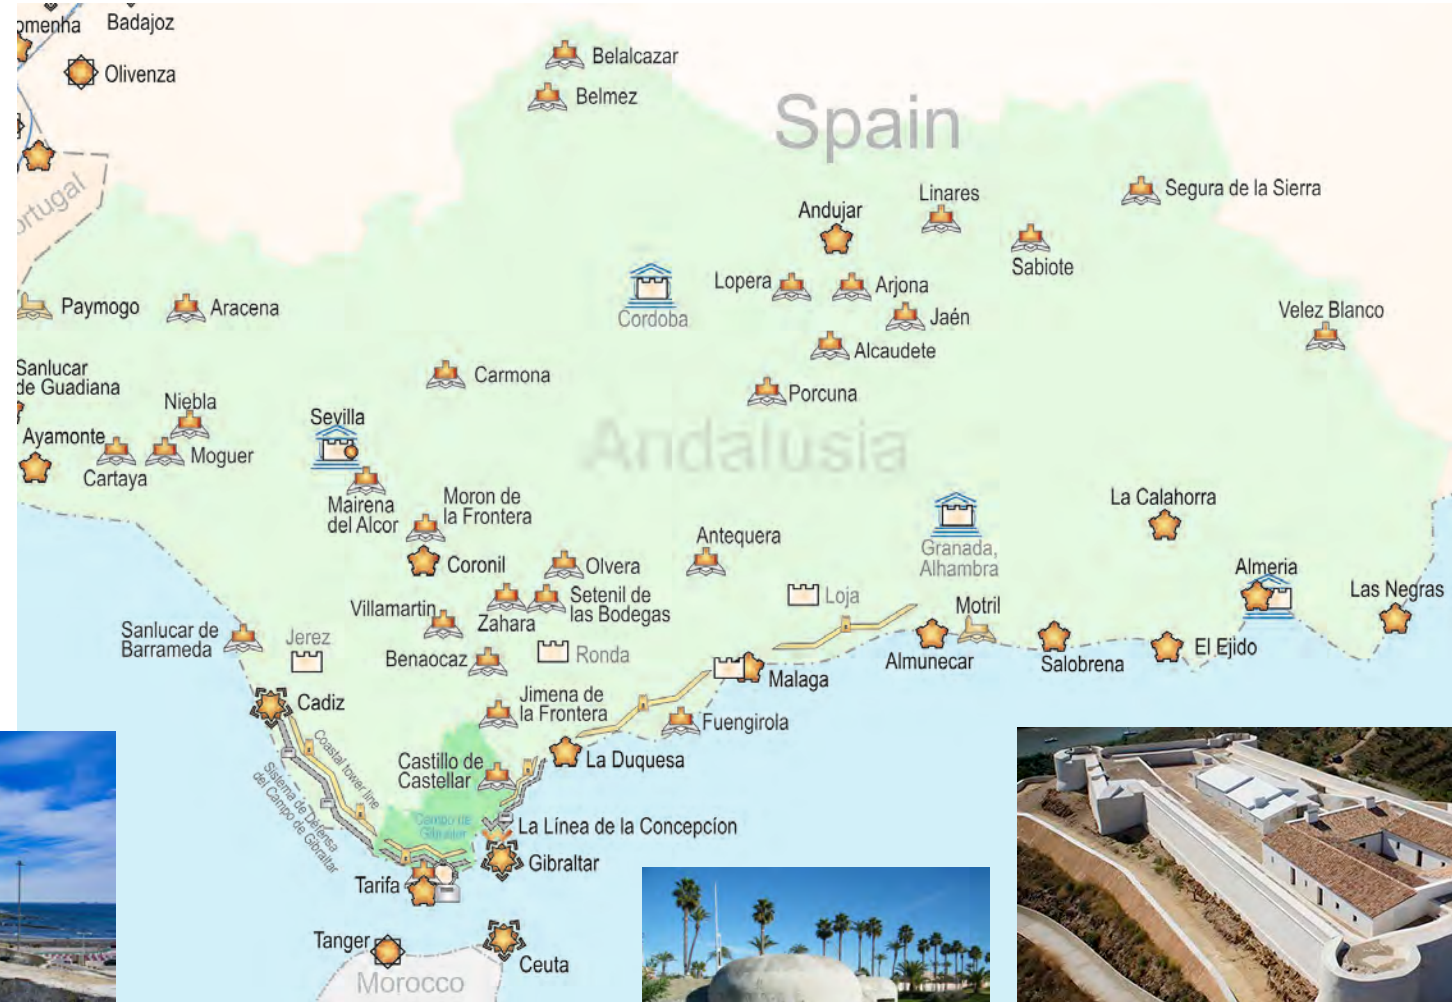 omenha
Badajoz
Olivenza
Belalcazar
Belmez
Spain
ortugal
Segura de la Sierra
Linares
Andujar
Sabiote
Lopera
Arjona
Cordoba
Jaén
Paymogo
Aracena
Velez Blanco
Alcaudete
Sanlucar
de Guadiana
Carmona
Porcuna
Niebla
Sevilla
Ayamonte
Moguer
Andalusia
Cartaya
Mairena
del Alcor
Moron de
la Frontera
La Calahorra
Antequera
Granada,
Alhambra
Coronil
Olvera
Almeria
Las Negras
Setenil de
las Bodegas
Loja
Villamartin
Zahara
Motril
Sanlucar de
Barrameda
Jerez
Ronda
Benaocaz
Almunecar
Salobrena
El Ejido
Malaga
Cadiz
Jimena de
la Frontera
Fuengirola
Coastal tower line
Sistema de Defensa
del Campo de Gibraltar
Castillo de
Castellar
La Duquesa
Campo de
Gibraltar
La Línea de la Concepcíon
Gibraltar
Tarifa
Tanger
Ceuta
Morocco